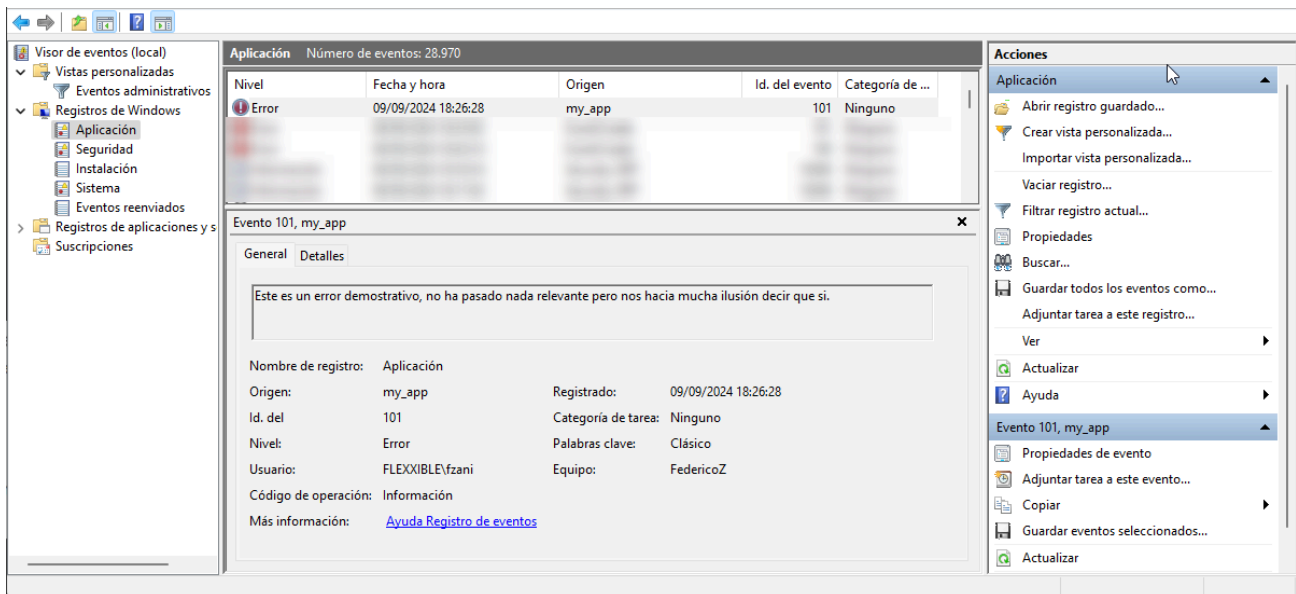 Visor de eventos (local)
Vistas personalizadas
Eventos administrativos
Registros de Windows
Aplicación
Seguridad
Instalación
Sistema
Eventos reenviados
Registros de aplicaciones y s
Suscripciones
Aplicación Número de eventos: 28.970
Nivel Fecha y hora Origen Id. del evento Categoría de ...
Error 09/09/2024 18:26:28 my_app 101 Ninguno
Evento 101, my_app
General Detalles
Este es un error demostrativo, no ha pasado nada relevante pero nos hacia mucha ilusión decir que si.
Nombre de registro: Aplicación
Origen: my_app Registrado: 09/09/2024 18:26:28
Id. del 101 Categoría de tarea: Ninguno
Nivel: Error Palabras clave: Clásico
Usuario: FLEXXIBLE\fzani Equipo: FedericoZ
Código de operación: Información
Más información: Ayuda Registro de eventos
Acciones
Aplicación
Abrir registro guardado...
Crear vista personalizada...
Importar vista personalizada...
Vaciar registro...
Filtrar registro actual...
Propiedades
Buscar...
Guardar todos los eventos como...
Adjuntar tarea a este registro...
Ver
Actualizar
Ayuda
Evento 101, my_app
Propiedades de evento
Adjuntar tarea a este evento...
Copiar
Guardar eventos seleccionados...
Actualizar